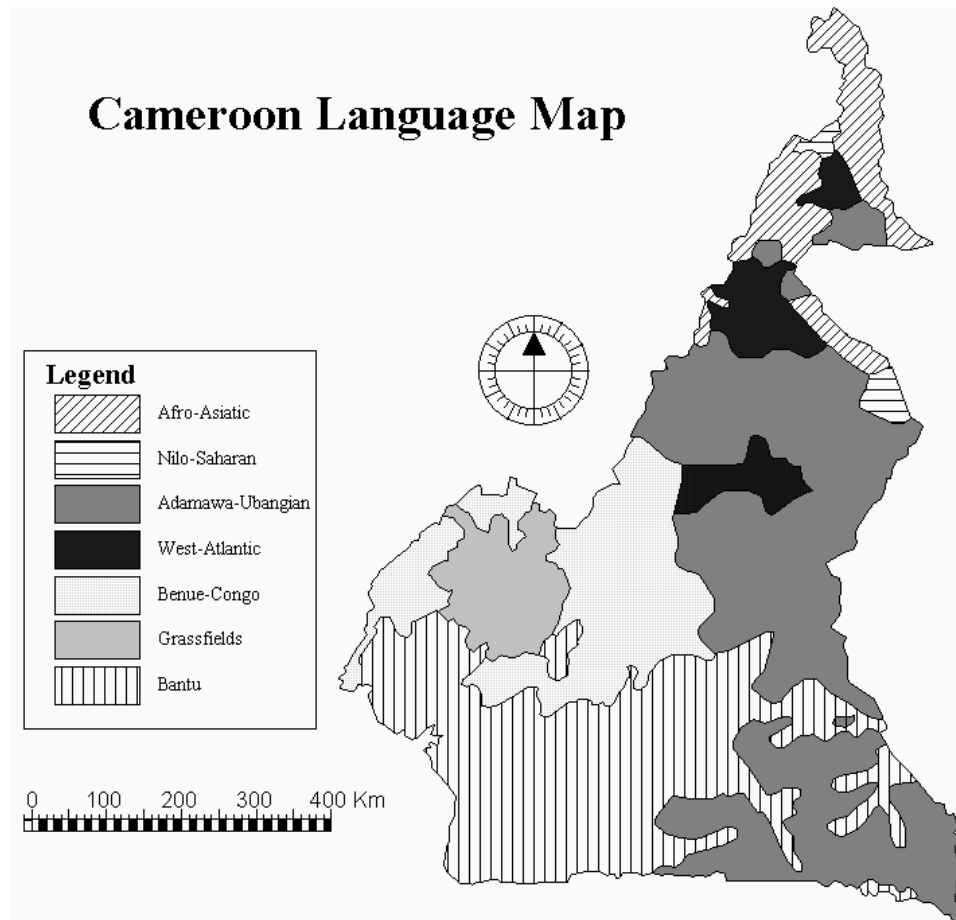 Cameroon Language Map
Legend
Afro-Asiatic
Nilo-Saharan
Adamawa-Ubangian
West-Atlantic
Benue-Congo
Grassfields
Bantu
0 100 200 300 400 Km